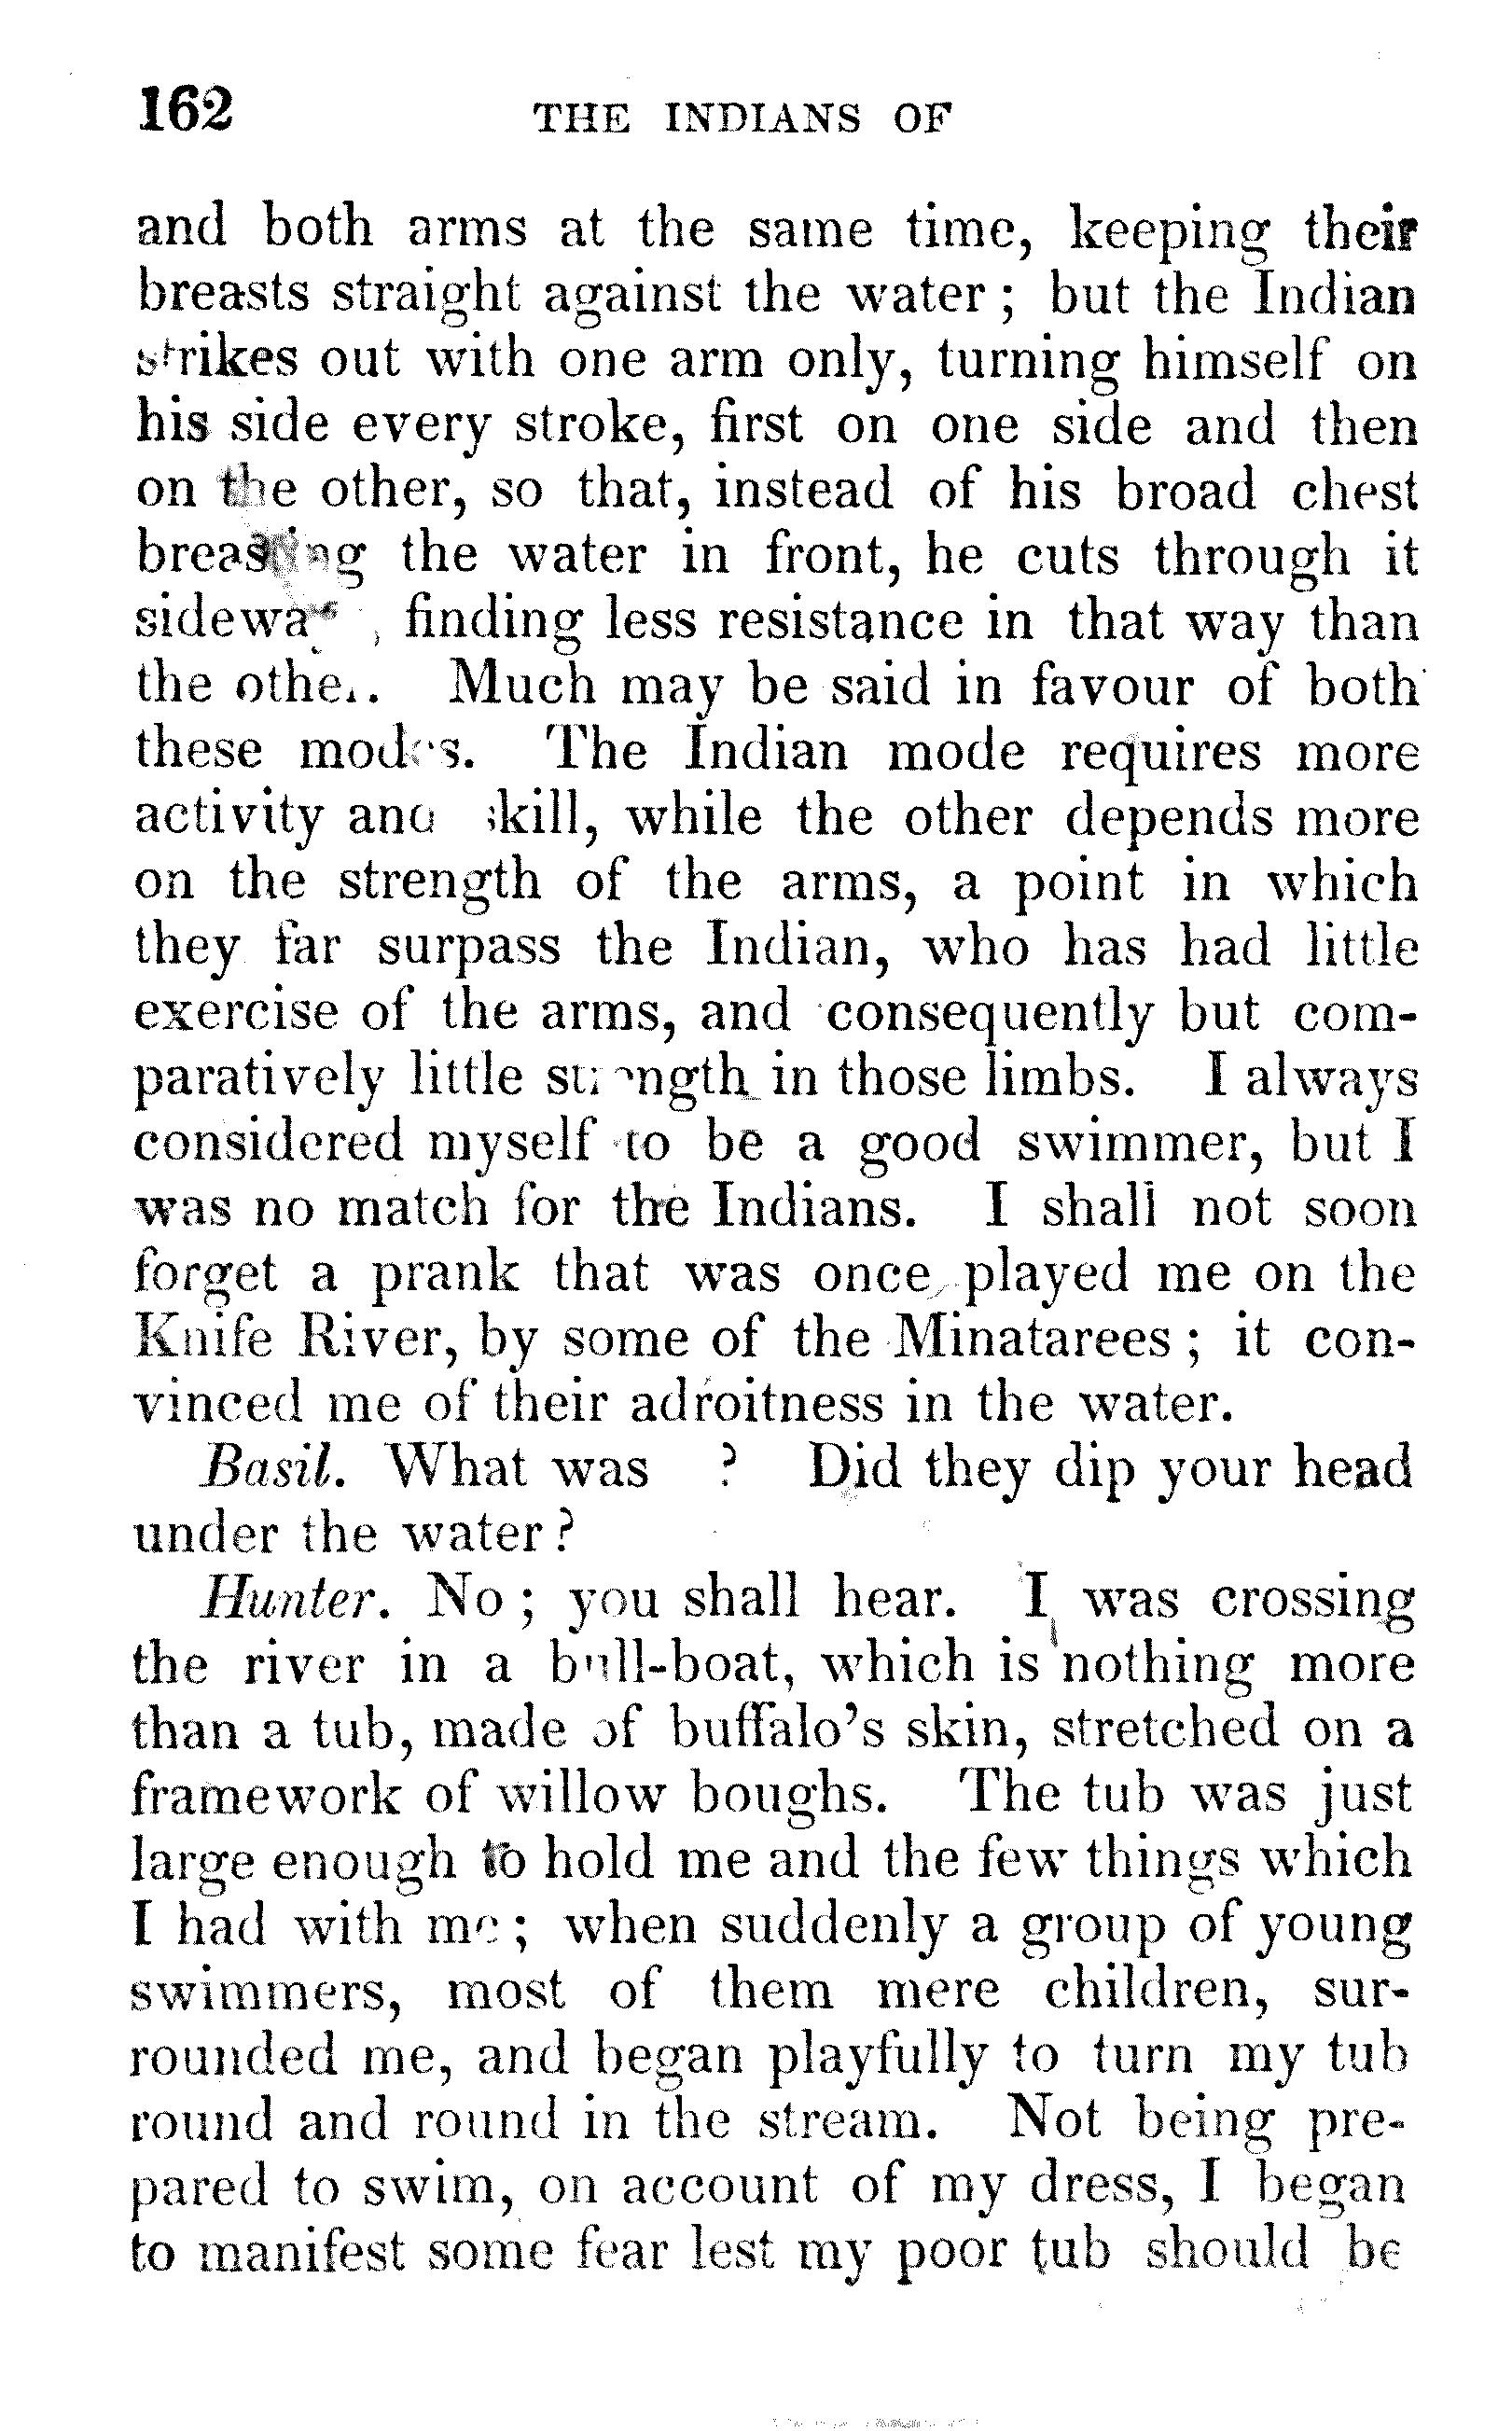 162 THE INDIANS OF
and both arms at the same time, keeping their
breasts straight against the water; but the Indian
strikes out with one arm only, turning himself on
his side every stroke, first on one side and then
on the other, so that, instead of his broad chest
breasting the water in front, he cuts through it
, finding less resistance in that way than
the other. Much may be said in favour of both
these modes. The Indian mode requires more
activity and skill, while the other depends more
on the strength of the arms, a point in which
they far surpass the Indian, who has had little
exercise of the arms, and consequently but com-
paratively little strength in those limbs. I always
considered myself to be a good swimmer, but I
was no match for the Indians. I shall not soon
forget a prank that was once played me on the
Knife River, by some of the Minatarees; it con-
vinced me of their adroitness in the water.
Basil. What was ? Did they dip your head
under the water?
Hunter. No; you shall hear. I was crossing
the river in a bull-boat, which is nothing more
than a tub, made of buffalo's skin, stretched on a
framework of willow boughs. The tub was just
large enough to hold me and the few things which
I had with me; when suddenly a group of young
swimmers, most of them mere children, sur-
rounded me, and began playfully to turn my tub
round and round in the stream. Not being pre-
pared to swim, on account of my dress, I began
to manifest some fear lest my poor tub should be